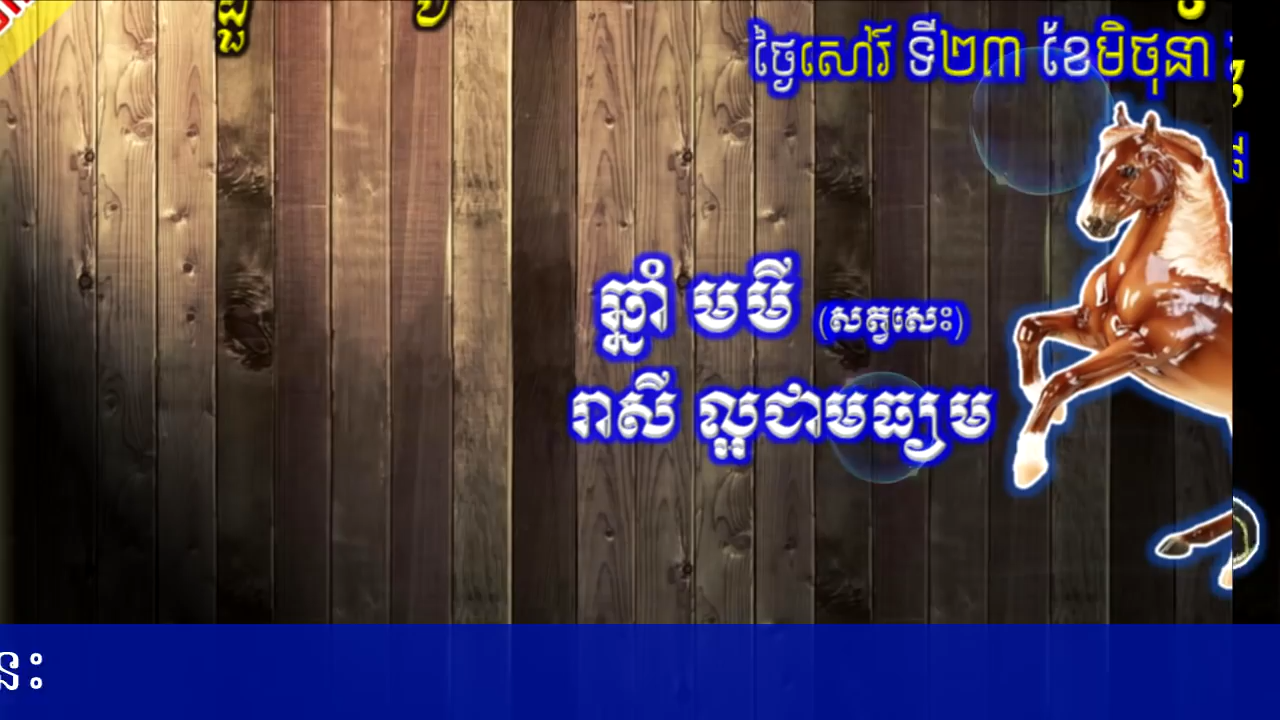 ថ្ងៃសៅរ៍ ទី២៣ ខែមិថុនា
ឆ្នាំ មមី (សត្វសេះ)
រាសី ល្អជាមធ្យម
នះ